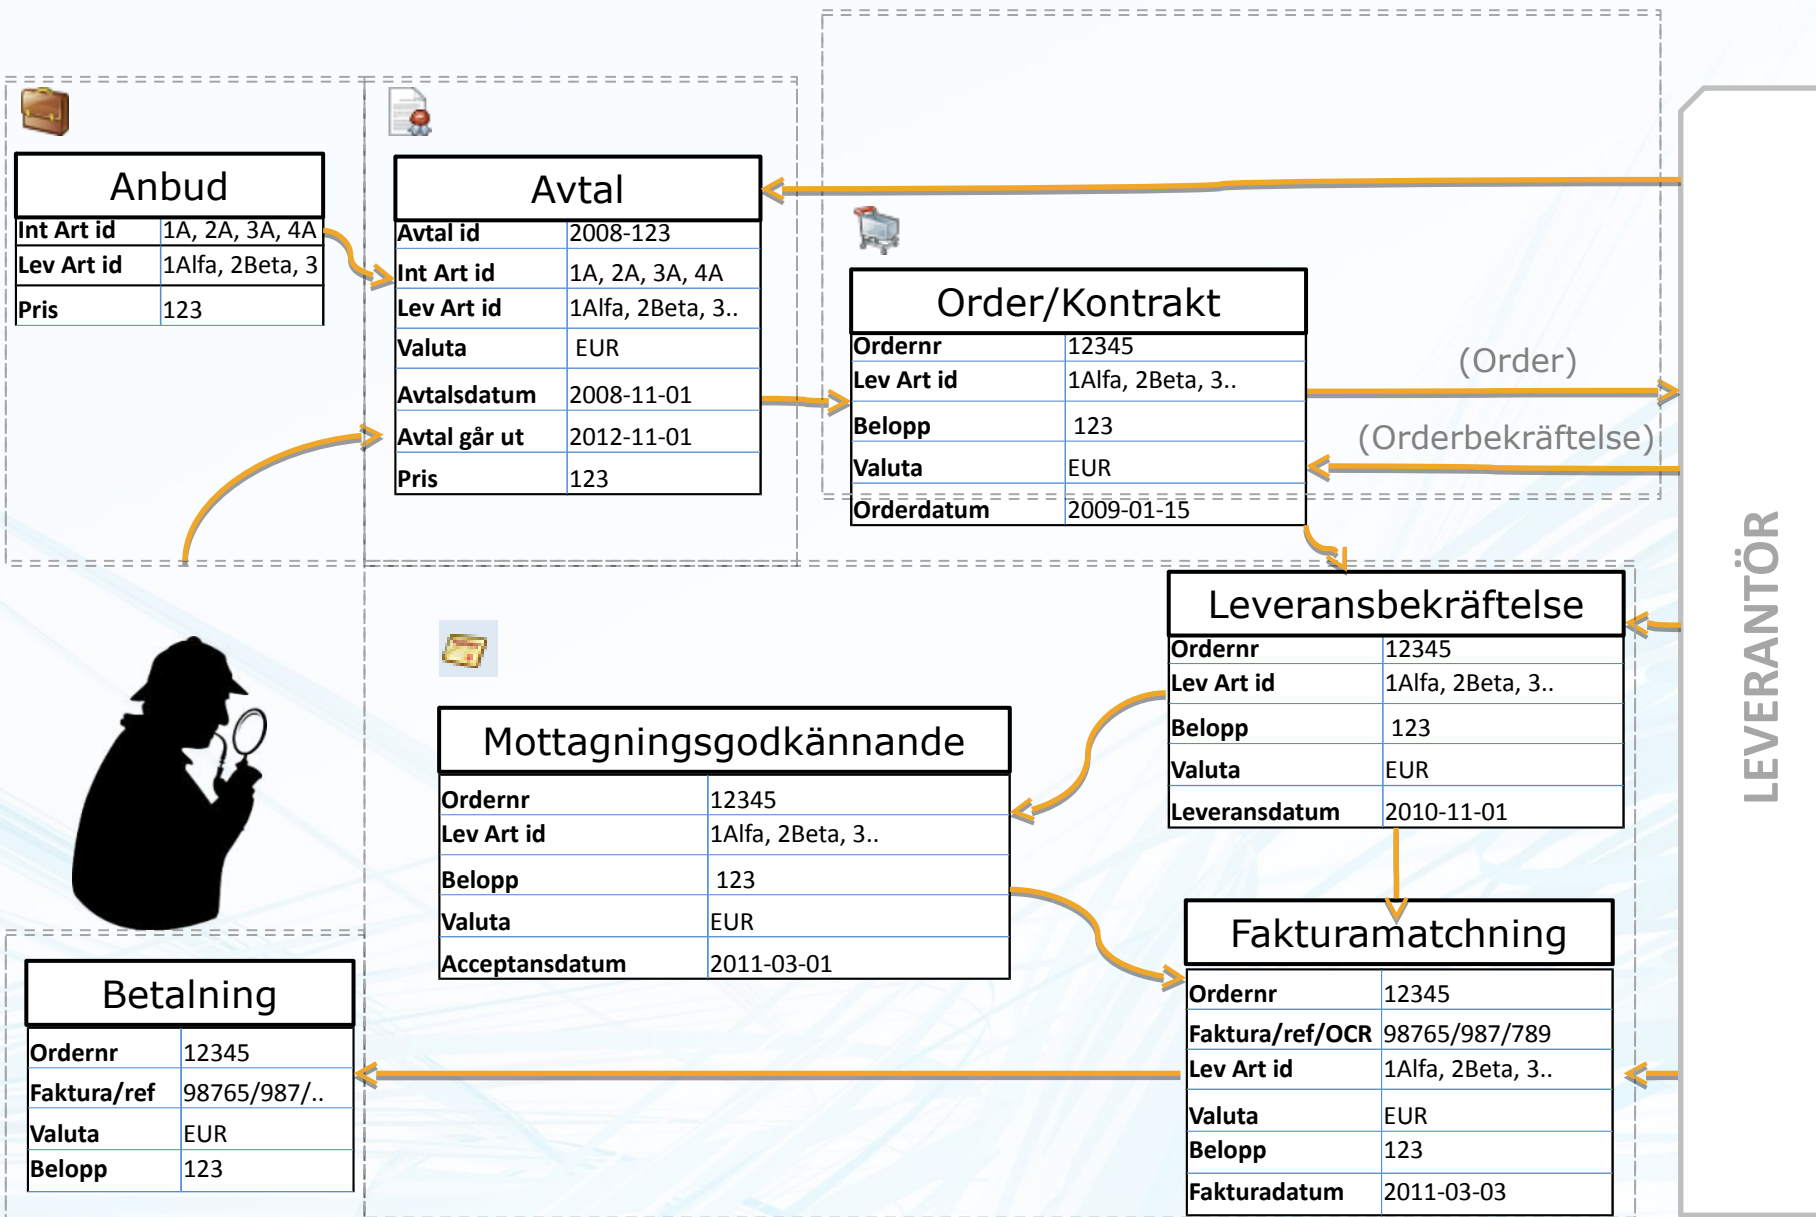 Anbud
Int Art id 1A, 2A, 3A, 4A
Lev Art id 1Alfa, 2Beta, 3
Pris 123
Avtal
Avtal id 2008-123
Int Art id 1A, 2A, 3A, 4A
Lev Art id 1Alfa, 2Beta, 3..
Valuta EUR
Avtalsdatum 2008-11-01
Avtal går ut 2012-11-01
Pris 123
Order/Kontrakt
Ordernr 12345
Lev Art id 1Alfa, 2Beta, 3..
Belopp 123
Valuta EUR
Orderdatum 2009-01-15
(Order)
(Orderbekräftelse)
LEVERANTÖR
Leveransbekräftelse
Ordernr 12345
Lev Art id 1Alfa, 2Beta, 3..
Belopp 123
Valuta EUR
Leveransdatum 2010-11-01
Mottagningsgodkännande
Ordernr 12345
Lev Art id 1Alfa, 2Beta, 3..
Belopp 123
Valuta EUR
Acceptansdatum 2011-03-01
Fakturamatchning
Ordernr 12345
Faktura/ref/OCR 98765/987/789
Lev Art id 1Alfa, 2Beta, 3..
Valuta EUR
Belopp 123
Fakturadatum 2011-03-03
Betalning
Ordernr 12345
Faktura/ref 98765/987/..
Valuta EUR
Belopp 123